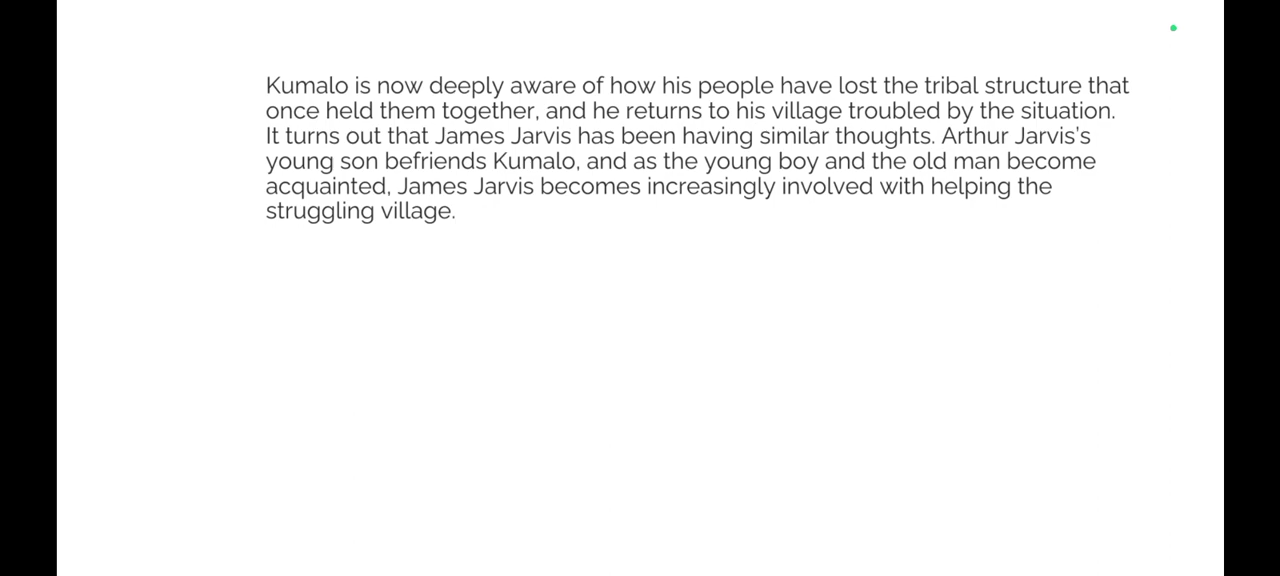 Kumalo is now deeply aware of how his people have lost the tribal structure that
once held them together, and he returns to his village troubled by the situation.
It turns out that James Jarvis has been having similar thoughts. Arthur Jarvis's
young son befriends Kumalo, and as the young boy and the old man become
acquainted, James Jarvis becomes increasingly involved with helping the
struggling village.